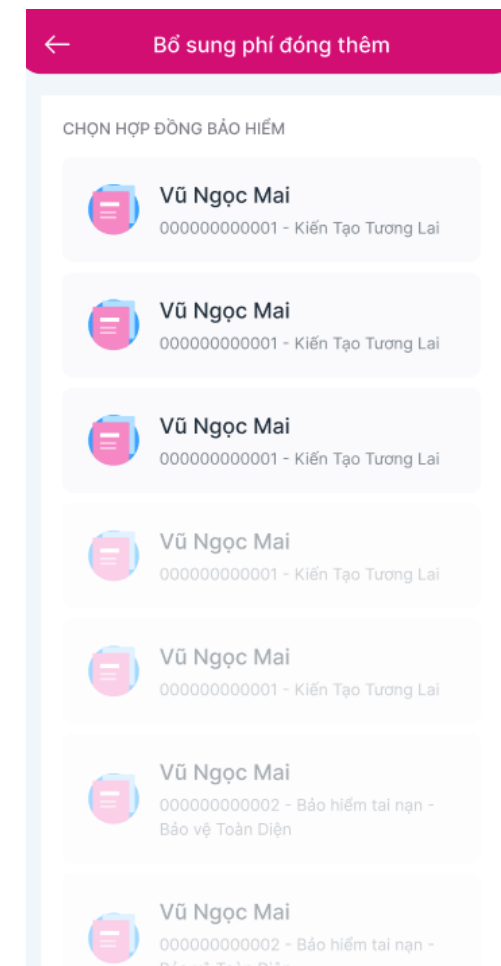 Bổ sung phí đóng thêm
CHỌN HỢP ĐỒNG BẢO HIỂM
Vũ Ngọc Mai
000000000001 - Kiến Tạo Tương Lai
Vũ Ngọc Mai
000000000001 - Kiến Tạo Tương Lai
Vũ Ngọc Mai
000000000001 - Kiến Tạo Tương Lai
Vũ Ngọc Mai
000000000001 - Kiến Tạo Tương Lai
Vũ Ngọc Mai
000000000001 - Kiến Tạo Tương Lai
Vũ Ngọc Mai
000000000002 - Bảo hiểm tai nạn -
Bảo vệ Toàn Diện
Vũ Ngọc Mai
000000000002 - Bảo hiểm tai nạn -